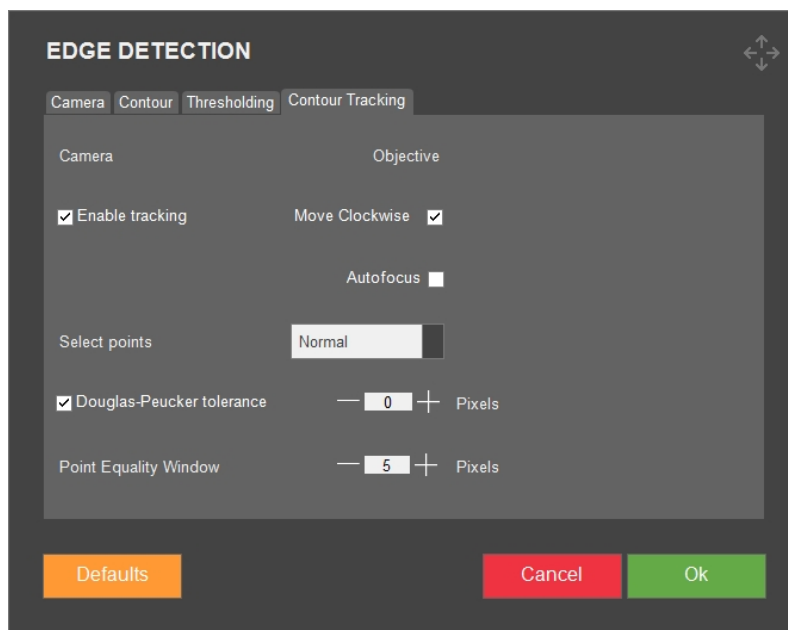 EDGE DETECTION
Camera Contour Thresholding Contour Tracking
Camera Objective
Enable tracking Move Clockwise
Autofocus
Select points Normal
Douglas-Peucker tolerance 0 Pixels
Point Equality Window 5 Pixels
Defaults Cancel Ok